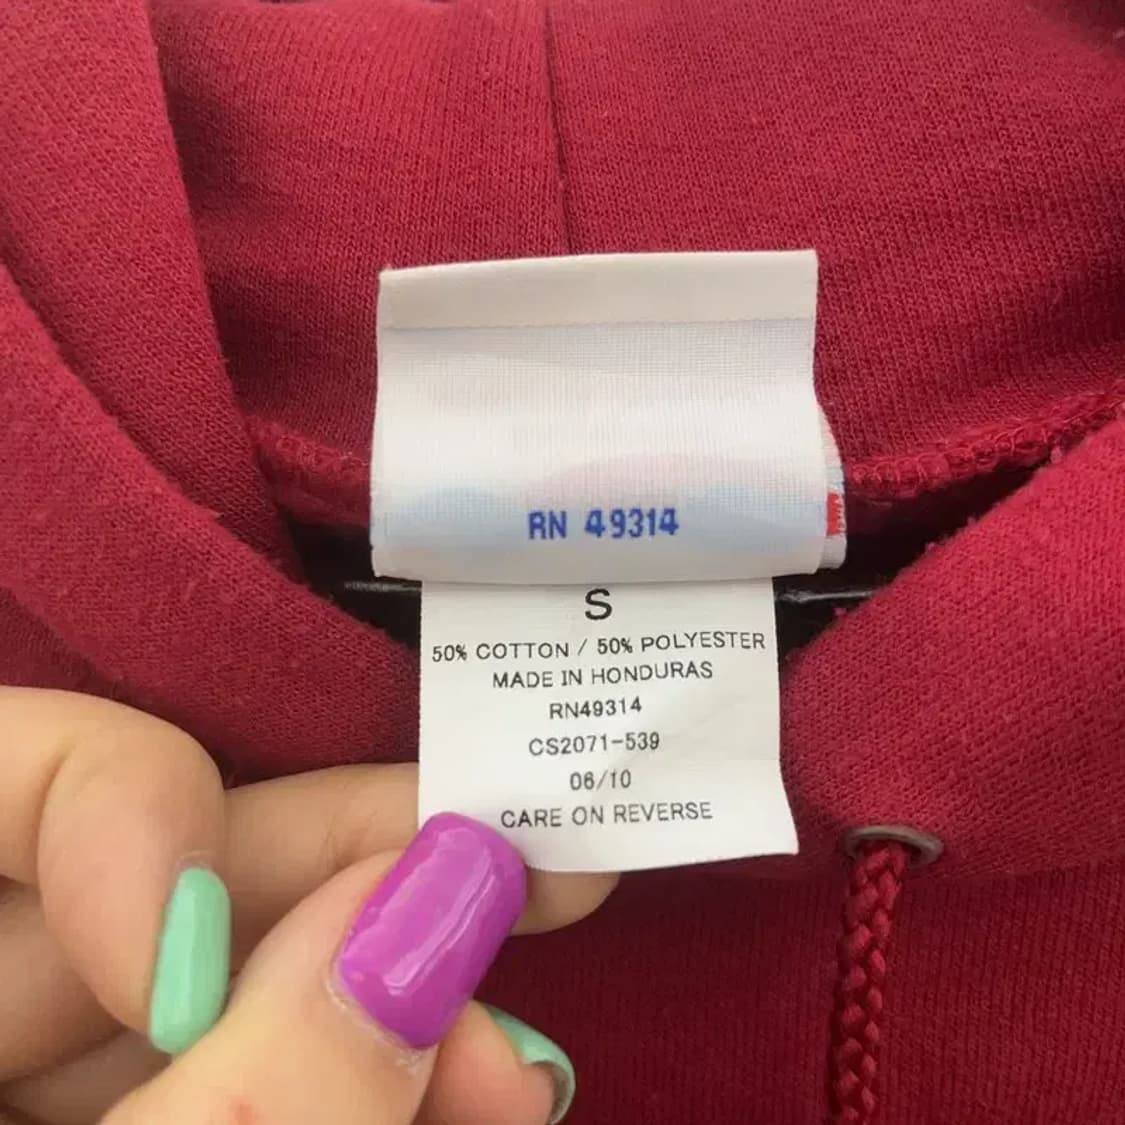 RN 49314
S
50% COTTON / 50% POLYESTER
MADE IN HONDURAS
RN49314
CS2071-539
06/10
CARE ON REVERSE